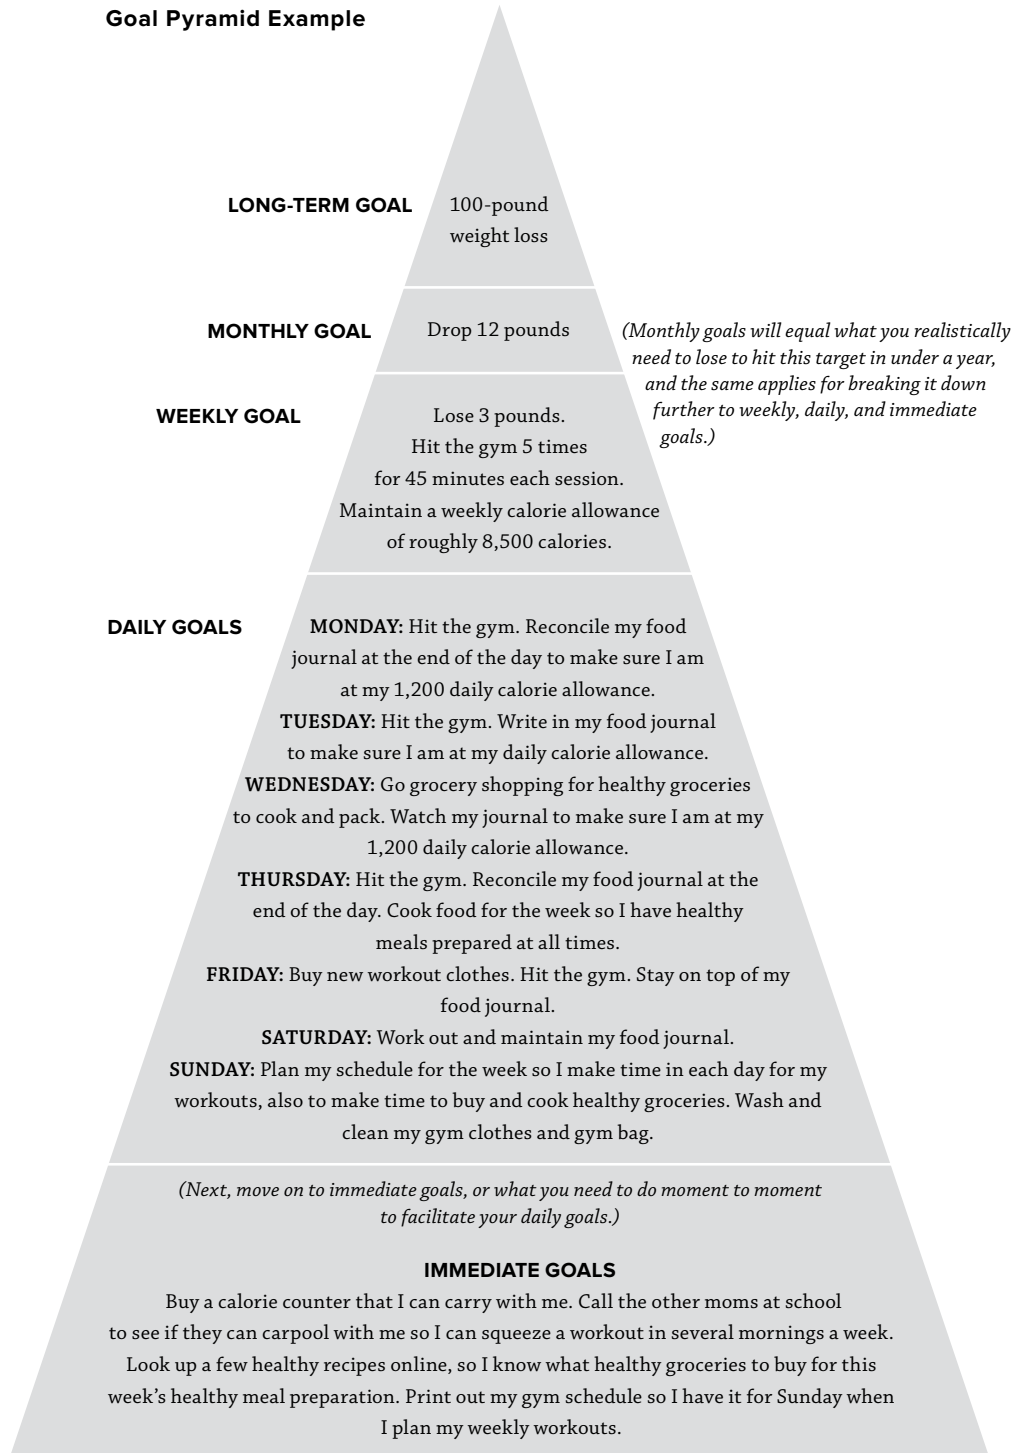 Goal Pyramid Example
LONG-TERM GOAL
100-pound
weight loss
MONTHLY GOAL
Drop 12 pounds
(Monthly goals will equal what you realistically
need to lose to hit this target in under a year,
and the same applies for breaking it down
further to weekly, daily, and immediate
goals.)
WEEKLY GOAL
Lose 3 pounds.
Hit the gym 5 times
for 45 minutes each session.
Maintain a weekly calorie allowance
of roughly 8,500 calories.
DAILY GOALS
MONDAY: Hit the gym. Reconcile my food
journal at the end of the day to make sure I am
at my 1,200 daily calorie allowance.
TUESDAY: Hit the gym. Write in my food journal
to make sure I am at my daily calorie allowance.
WEDNESDAY: Go grocery shopping for healthy groceries
to cook and pack. Watch my journal to make sure I am at my
1,200 daily calorie allowance.
THURSDAY: Hit the gym. Reconcile my food journal at the
end of the day. Cook food for the week so I have healthy
meals prepared at all times.
FRIDAY: Buy new workout clothes. Hit the gym. Stay on top of my
food journal.
SATURDAY: Work out and maintain my food journal.
SUNDAY: Plan my schedule for the week so I make time in each day for my
workouts, also to make time to buy and cook healthy groceries. Wash and
clean my gym clothes and gym bag.
(Next, move on to immediate goals, or what you need to do moment to moment
to facilitate your daily goals.)
IMMEDIATE GOALS
Buy a calorie counter that I can carry with me. Call the other moms at school
to see if they can carpool with me so I can squeeze a workout in several mornings a week.
Look up a few healthy recipes online, so I know what healthy groceries to buy for this
week's healthy meal preparation. Print out my gym schedule so I have it for Sunday when
I plan my weekly workouts.